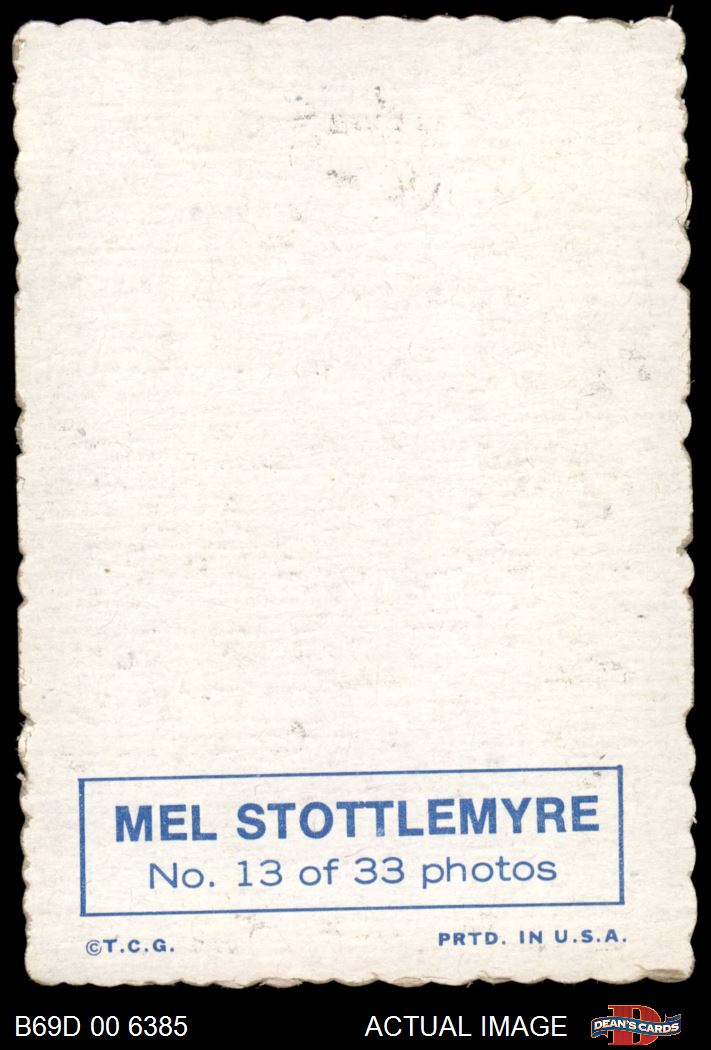 MEL STOTTLEMYRE
No. 13 of 33 photos
©T.C.G.
PRTD. IN U.S.A.
B69D 00 6385
ACTUAL IMAGE
D
DEAN'S CARDS